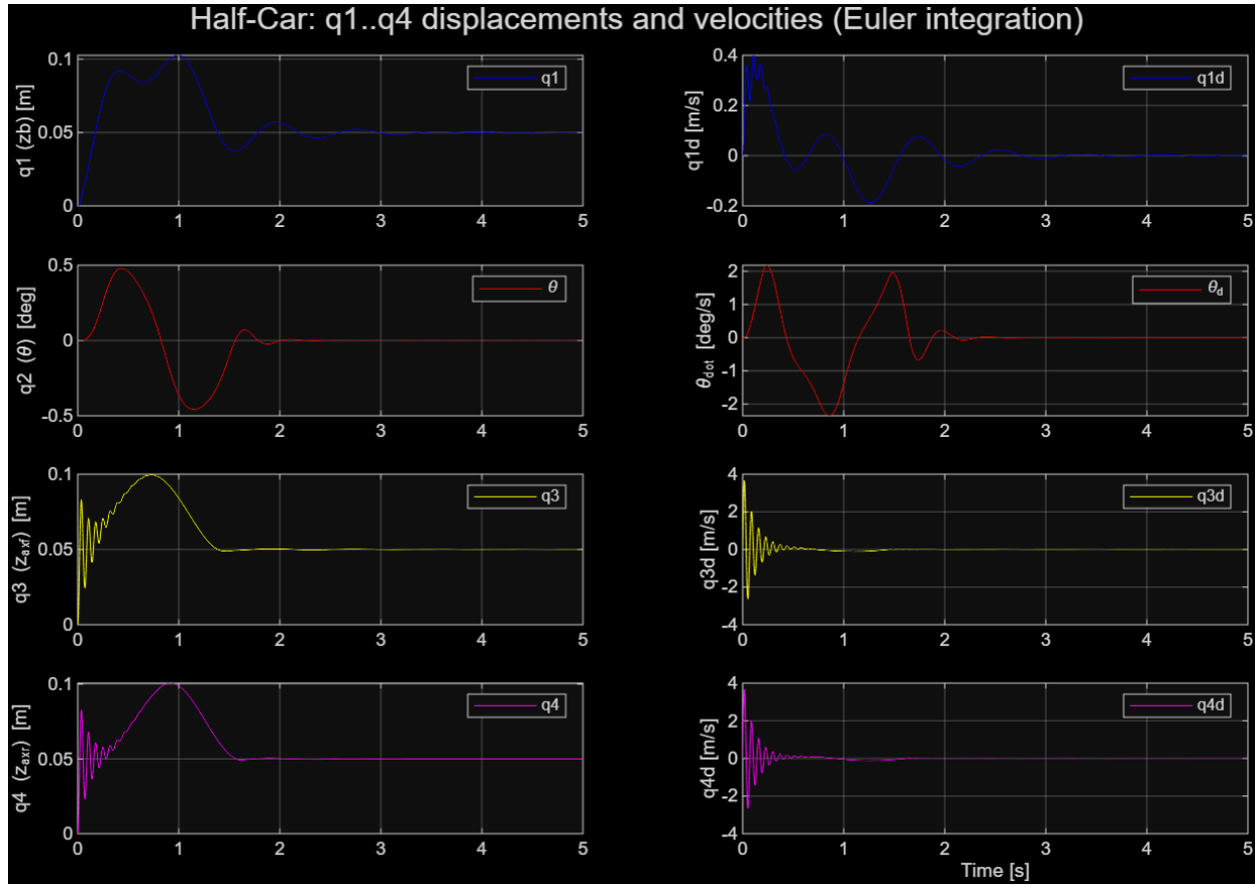 Half-Car: q1..q4 displacements and velocities (Euler integration)
q1 (zb) [m]
0.1
0.05
0
q1
0 1 2 3 4 5
q1d [m/s]
0.4
0.2
0
-0.2
q1d
0 1 2 3 4 5
q2 (θ) [deg]
0.5
0
-0.5
θ
0 1 2 3 4 5
θdot [deg/s]
2
1
0
-1
-2
θd
0 1 2 3 4 5
q3 (zaxf) [m]
0.1
0.05
0
q3
0 1 2 3 4 5
q3d [m/s]
4
2
0
-2
-4
q3d
0 1 2 3 4 5
q4 (zaxr) [m]
0.1
0.05
0
q4
0 1 2 3 4 5
q4d [m/s]
4
2
0
-2
-4
q4d
0 1 2 3 4 5
Time [s]